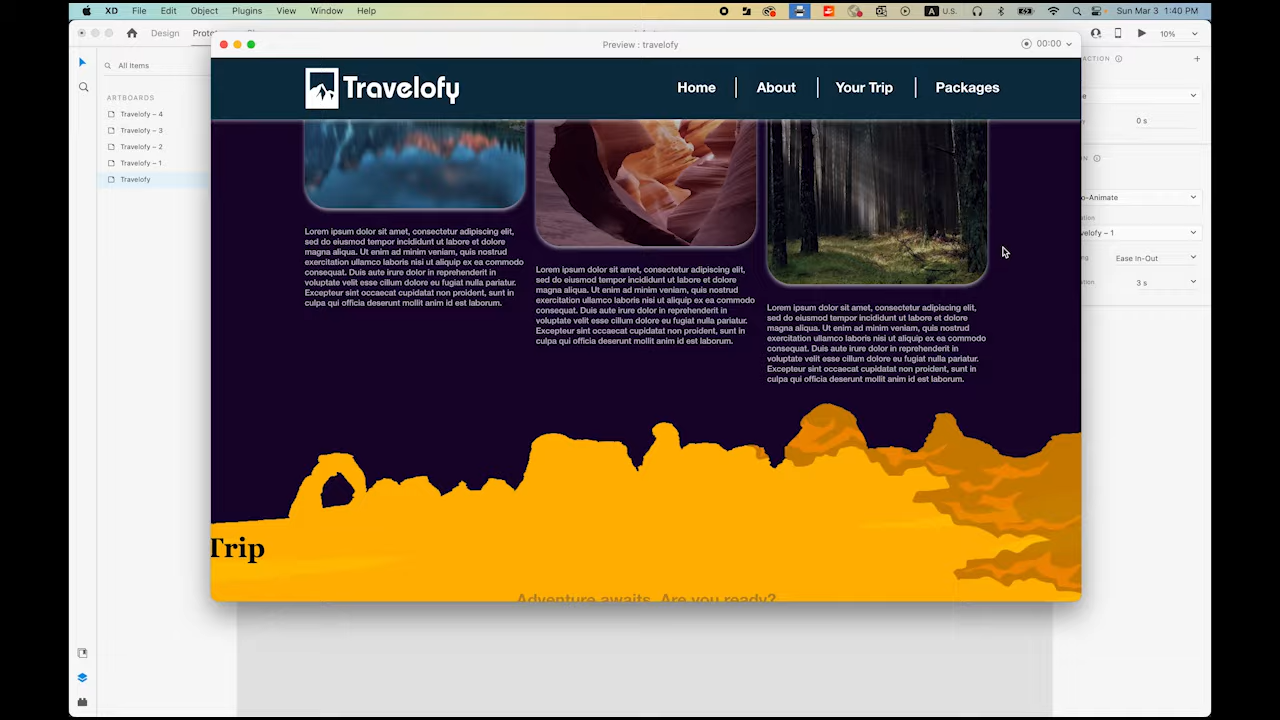 XD File Edit Object Plugins View Window Help
A U.S.
Sun Mar 3 1:40 PM
Design
10%
Preview : travelofy
00:00
All Items
ARTBOARDS
Travelofy – 4
Travelofy – 3
Travelofy – 2
Travelofy – 1
Travelofy
Travelofy
Home
About
Your Trip
Packages
Lorem ipsum dolor sit amet, consectetur adipiscing elit,
sed do eiusmod tempor incididunt ut labore et dolore
magna aliqua. Ut enim ad minim veniam, quis nostrud
exercitation ullamco laboris nisi ut aliquip ex ea commodo
consequat. Duis aute irure dolor in reprehenderit in
voluptate velit esse cillum dolore eu fugiat nulla pariatur.
Excepteur sint occaecat cupidatat non proident, sunt in
culpa qui officia deserunt mollit anim id est laborum.
Lorem ipsum dolor sit amet, consectetur adipiscing elit,
sed do eiusmod tempor incididunt ut labore et dolore
magna aliqua. Ut enim ad minim veniam, quis nostrud
exercitation ullamco laboris nisi ut aliquip ex ea commodo
consequat. Duis aute irure dolor in reprehenderit in
voluptate velit esse cillum dolore eu fugiat nulla pariatur.
Excepteur sint occaecat cupidatat non proident, sunt in
culpa qui officia deserunt mollit anim id est laborum.
Lorem ipsum dolor sit amet, consectetur adipiscing elit,
sed do eiusmod tempor incididunt ut labore et dolore
magna aliqua. Ut enim ad minim veniam, quis nostrud
exercitation ullamco laboris nisi ut aliquip ex ea commodo
consequat. Duis aute irure dolor in reprehenderit in
voluptate velit esse cillum dolore eu fugiat nulla pariatur.
Excepteur sint occaecat cupidatat non proident, sunt in
culpa qui officia deserunt mollit anim id est laborum.
Trip
Adventure awaits. Are you ready?
0 s
Ease In-Out
3 s